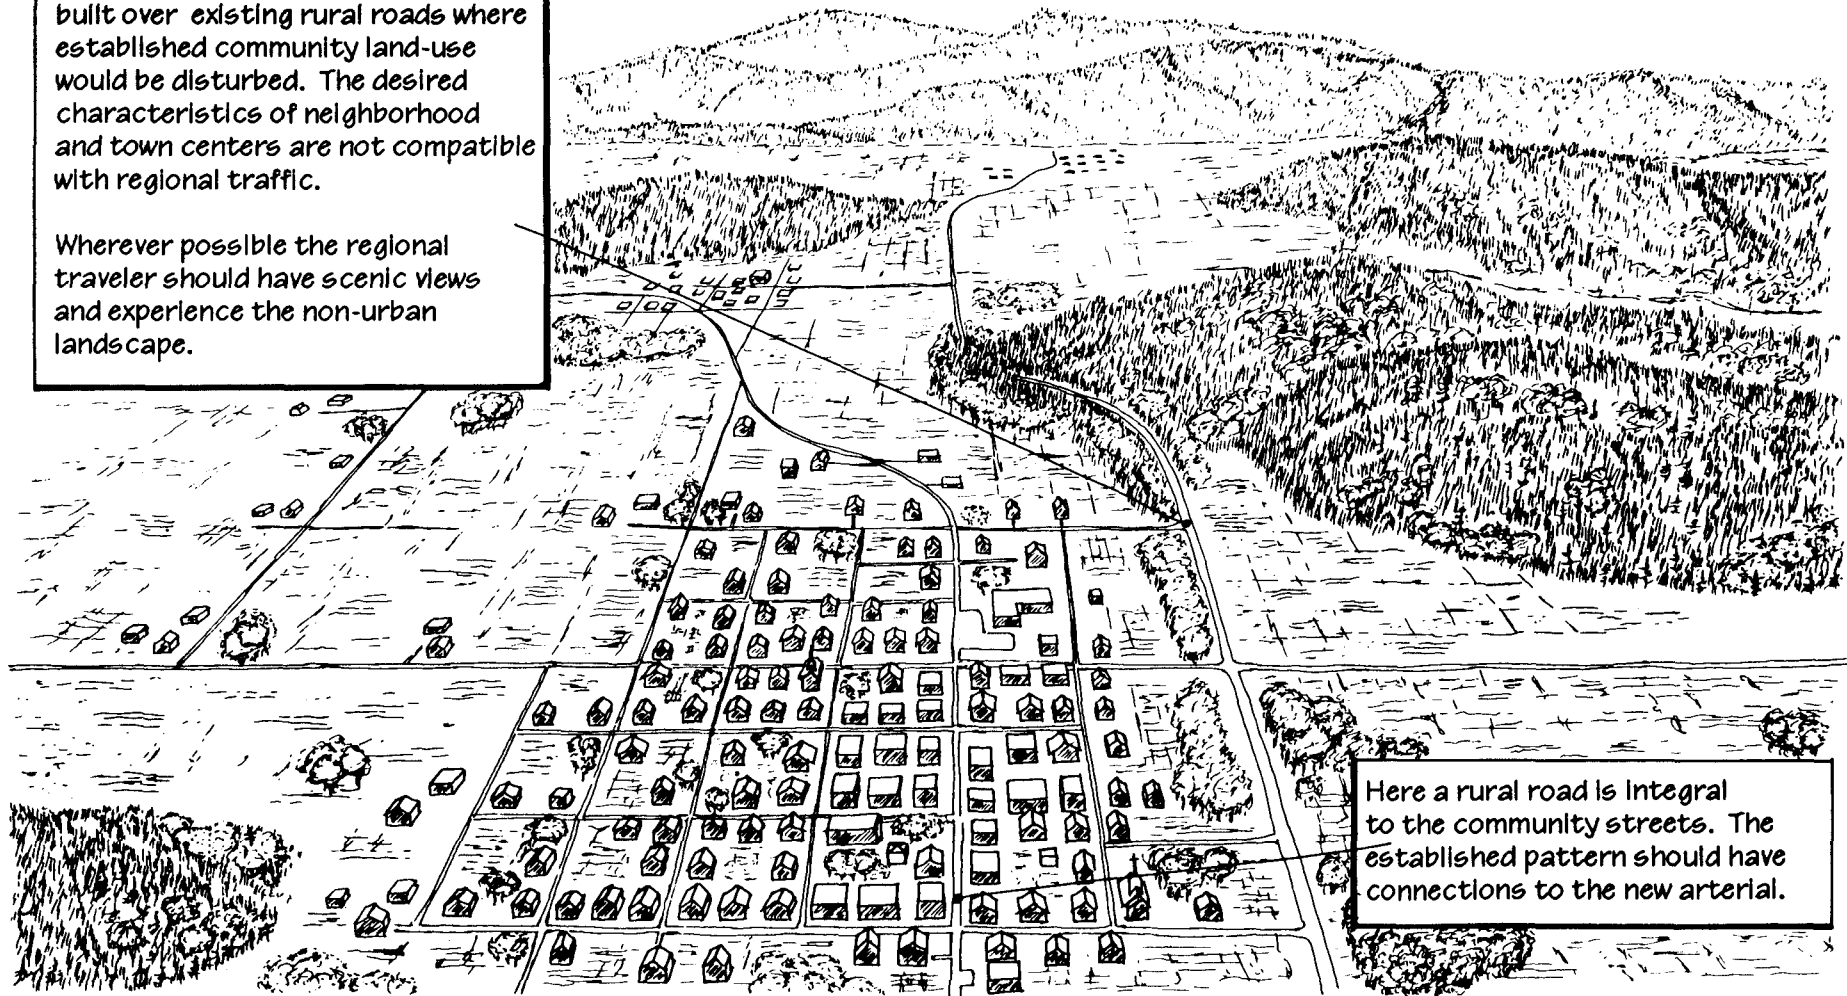 built over existing rural roads where
established community land-use
would be disturbed. The desired
characteristics of neighborhood
and town centers are not compatible
with regional traffic.
Wherever possible the regional
traveler should have scenic views
and experience the non-urban
landscape.
Here a rural road is integral
to the community streets. The
established pattern should have
connections to the new arterial.